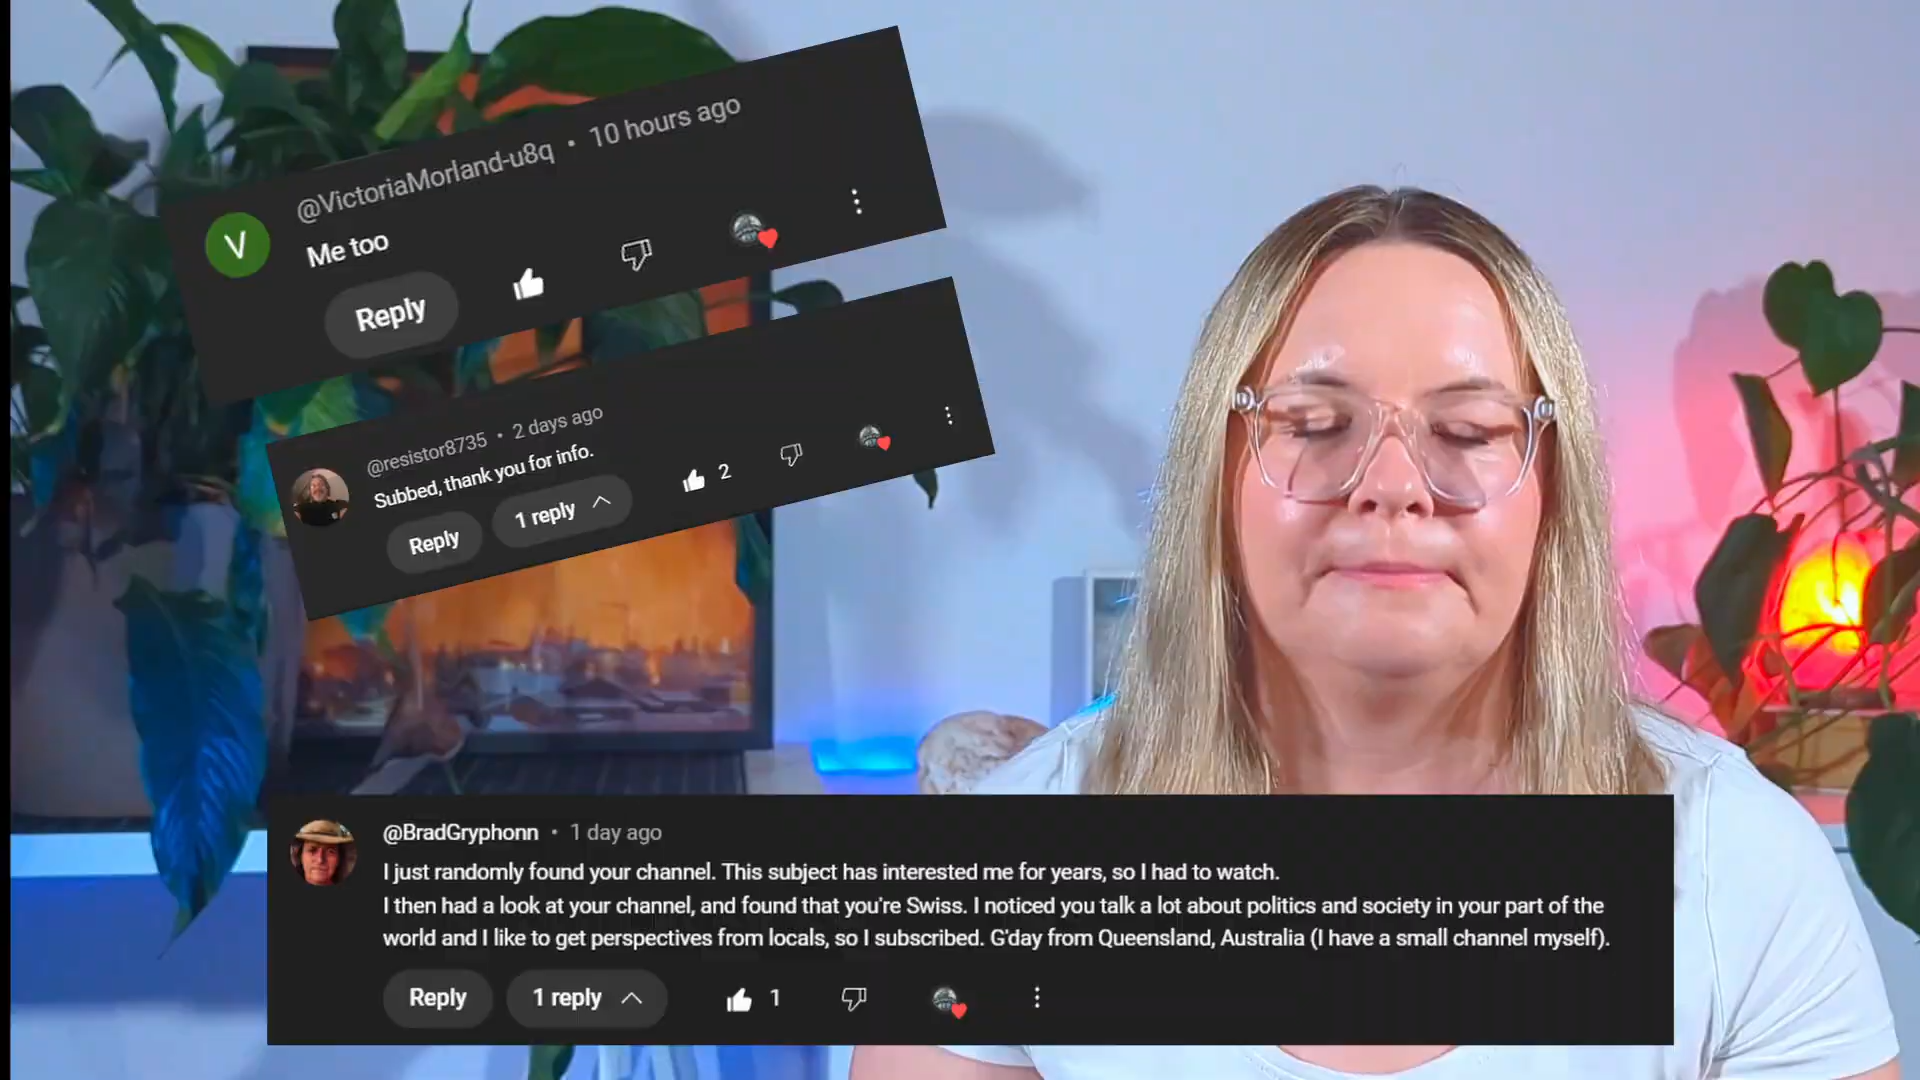 @VictoriaMorland-u8q • 10 hours ago
V
Me too
Reply
@resistor8735 • 2 days ago
Subbed, thank you for info.
Reply 1 reply 2
@BradGryphonn • 1 day ago
I just randomly found your channel. This subject has interested me for years, so I had to watch.
I then had a look at your channel, and found that you're Swiss. I noticed you talk a lot about politics and society in your part of the
world and I like to get perspectives from locals, so I subscribed. G'day from Queensland, Australia (I have a small channel myself).
Reply 1 reply 1